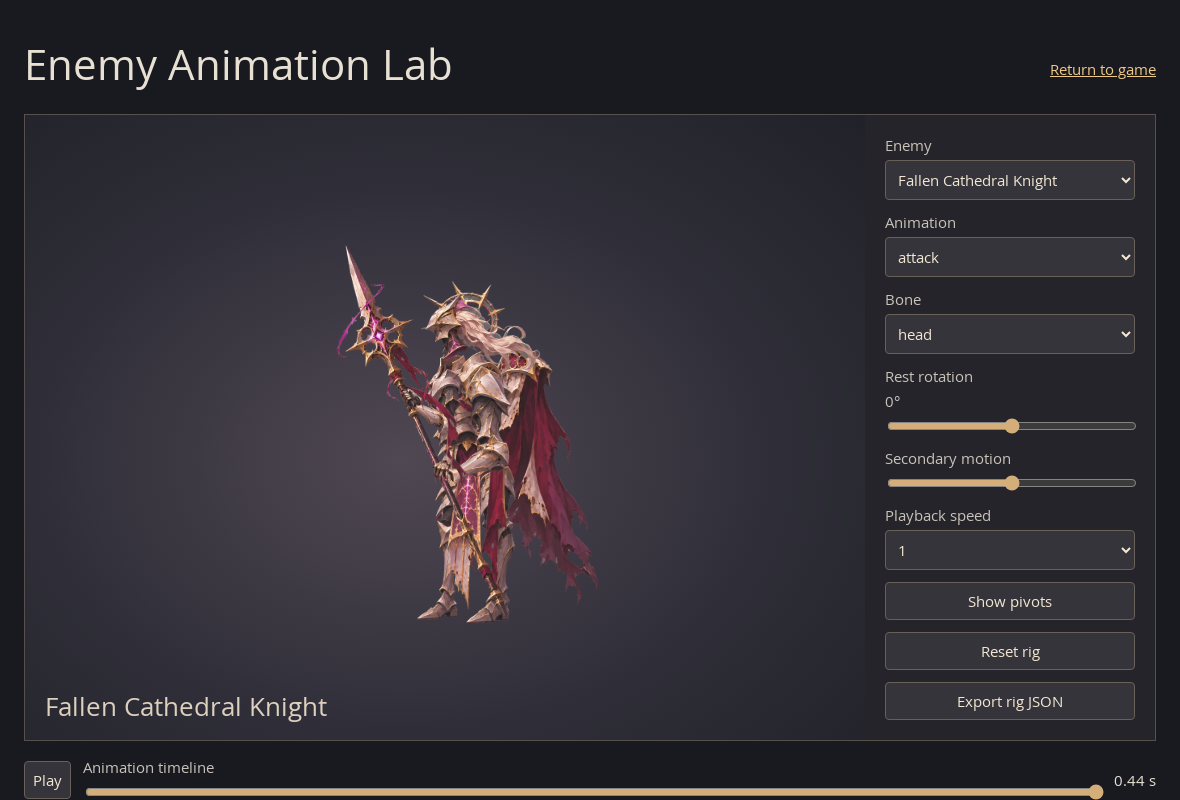 Enemy Animation Lab
Return to game
Enemy
Fallen Cathedral Knight
Animation
attack
Bone
head
Rest rotation
0°
Secondary motion
Playback speed
1
Show pivots
Reset rig
Export rig JSON
Fallen Cathedral Knight
Play
Animation timeline
0.44 s